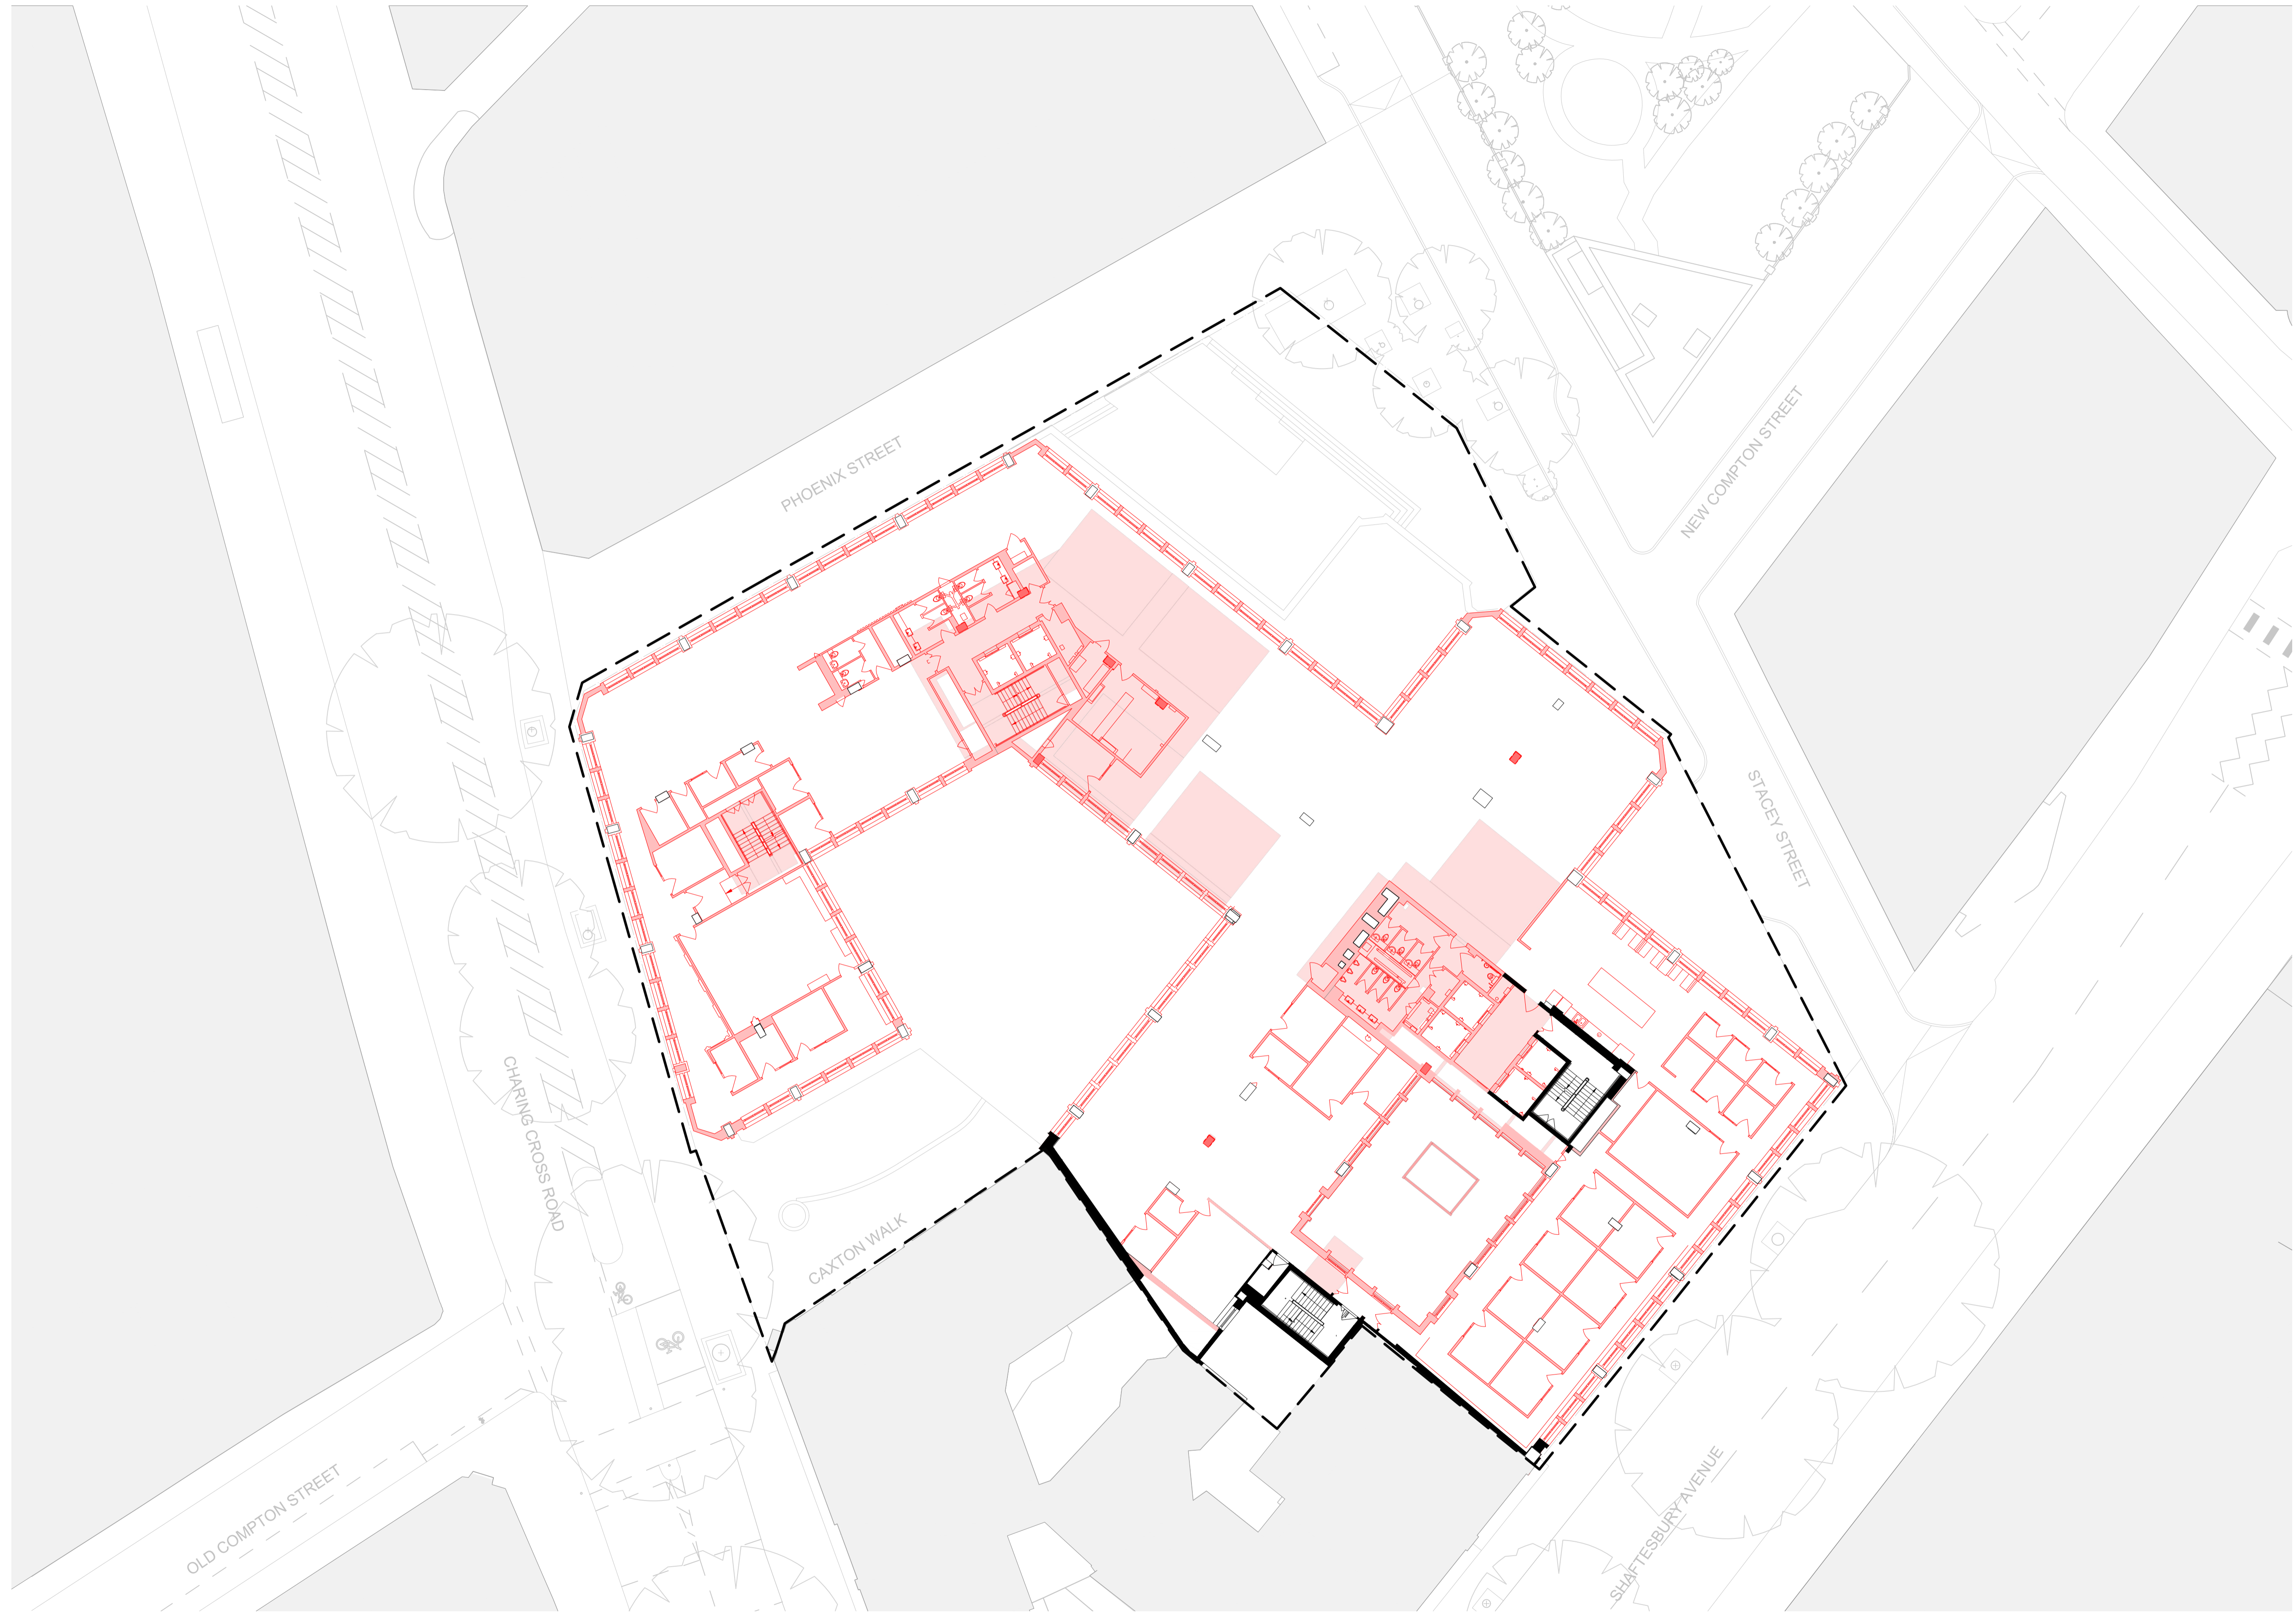 PHOENIX STREET
NEW COMPTON STREET
STACEY STREET
CHARING CROSS ROAD
CAXTON WALK
OLD COMPTON STREET
SHAFTESBURY AVENUE